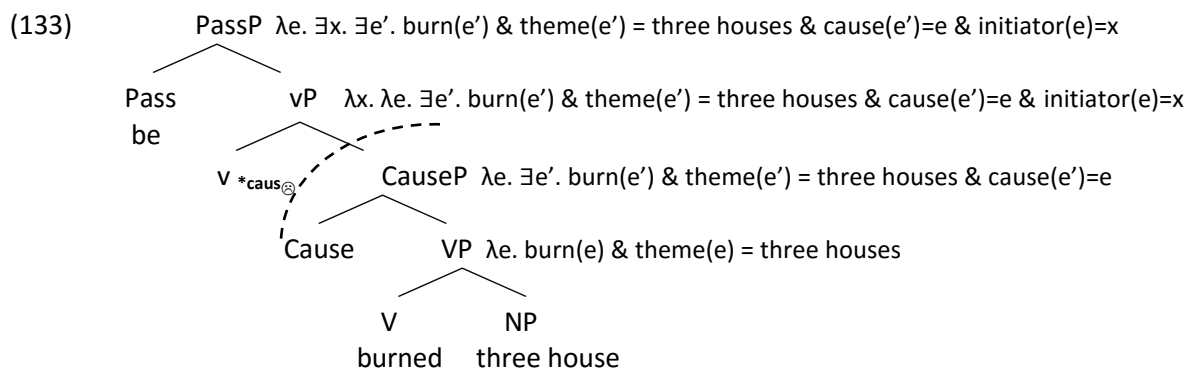 (133) PassP λe. ∃x. ∃e’. burn(e’) & theme(e’) = three houses & cause(e’)=e & initiator(e)=x
Pass vP λx. λe. ∃e’. burn(e’) & theme(e’) = three houses & cause(e’)=e & initiator(e)=x
be
v *caus☹ CauseP λe. ∃e’. burn(e’) & theme(e’) = three houses & cause(e’)=e
Cause VP λe. burn(e) & theme(e) = three houses
V NP
burned three house